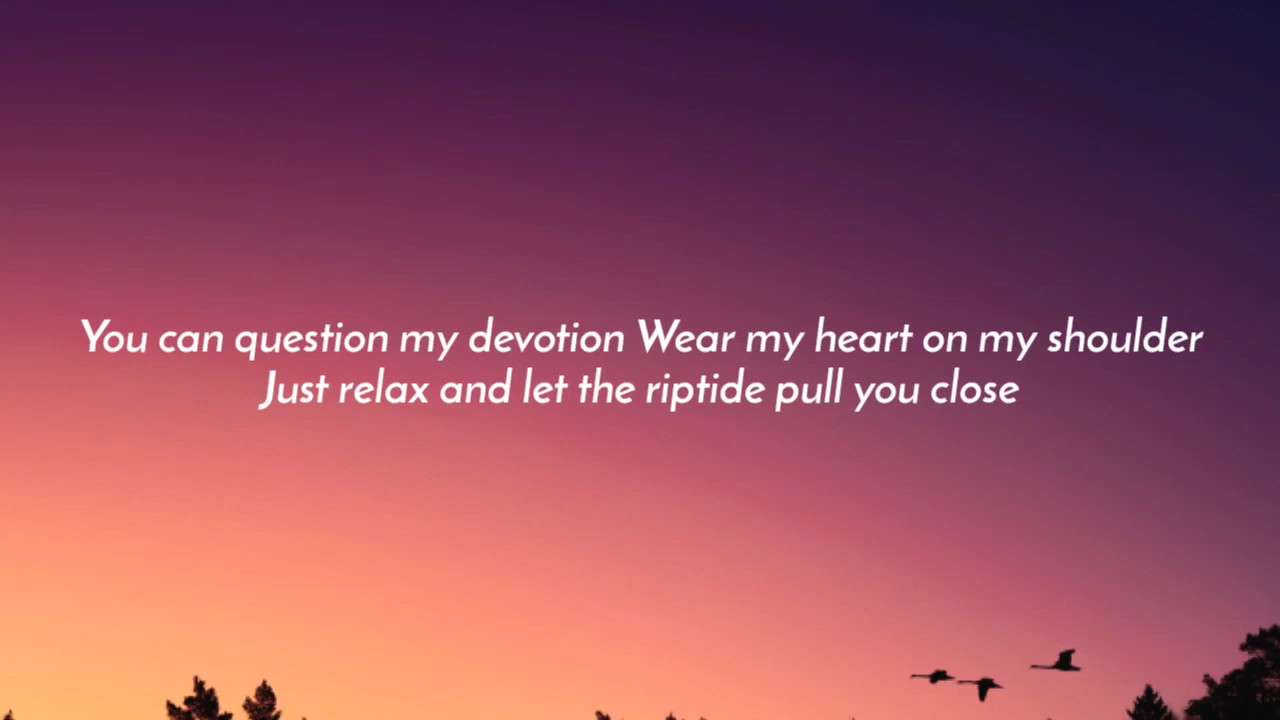 You can question my devotion Wear my heart on my shoulder
Just relax and let the riptide pull you close